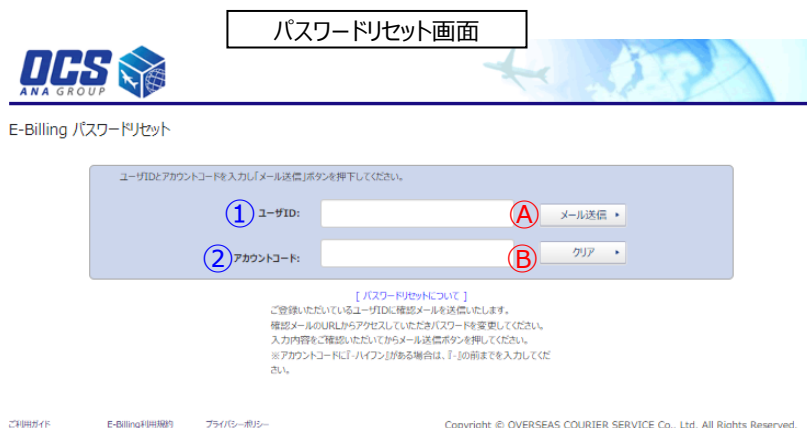 パスワードリセット画面
OCS
ANA GROUP
E-Billing パスワードリセット
ユーザIDとアカウントコードを入力し「メール送信」ボタンを押下してください。
① ユーザID: Ⓐ メール送信
② アカウントコード: Ⓑ クリア
[ パスワードリセットについて ]
ご登録いただいているユーザIDに確認メールを送信いたします。
確認メールのURLからアクセスしていただきパスワードを変更してください。
入力内容をご確認いただいてからメール送信ボタンを押してください。
※アカウントコードに『-ハイフン』がある場合は、『-』の前までを入力してくだ
さい。
ご利用ガイド E-Billing利用規約 プライバシーポリシー Copyright © OVERSEAS COURIER SERVICE Co., Ltd. All Rights Reserved.